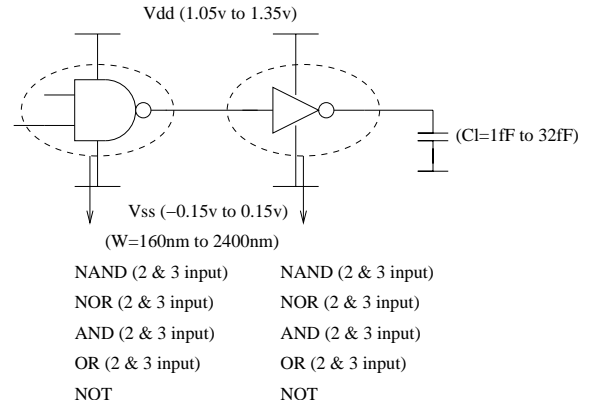 Vdd (1.05v to 1.35v)
(Cl=1fF to 32fF)
Vss (−0.15v to 0.15v)
(W=160nm to 2400nm)
NAND (2 & 3 input) NAND (2 & 3 input)
NOR (2 & 3 input) NOR (2 & 3 input)
AND (2 & 3 input) AND (2 & 3 input)
OR (2 & 3 input) OR (2 & 3 input)
NOT NOT